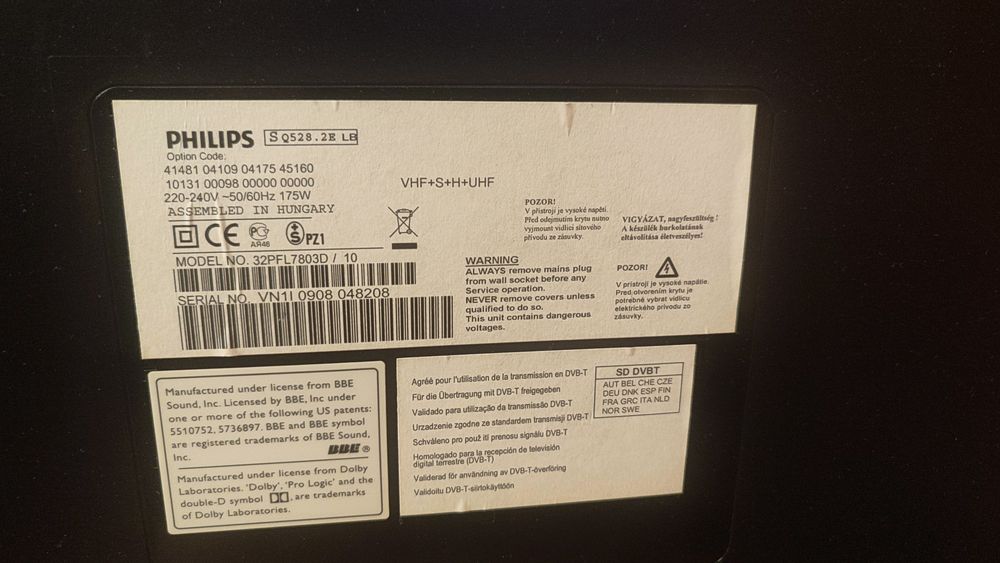 PHILIPS S Q528.2E LB
Option Code:
41481 04109 04175 45160
10131 00098 00000 00000
220-240V ~50/60Hz 175W
ASSEMBLED IN HUNGARY
VHF+S+H+UHF
CE
АЯ46
S PZ1
MODEL NO. 32PFL7803D / 10
SERIAL NO. VN1I 0908 048208
POZOR!
V přístroji je vysoké napětí.
Před odejmutím krytu nutno
vyjmount vidlici síťového
přívodu ze zásuvky.
VIGYÁZAT, nagyfeszültség !
A készülék burkolatának
eltávolítása életveszélyes!
WARNING
ALWAYS remove mains plug
from wall socket before any
Service operation.
NEVER remove covers unless
qualified to do so.
This unit contains dangerous
voltages.
POZOR!
V prístroji je vysoké napätie.
Pred otvorením krytu je
potrebné vybrat vidlicu
elektrického prívodu zo
zásuvky.
Manufactured under license from BBE
Sound, Inc. Licensed by BBE, Inc under
one or more of the following US patents:
5510752, 5736897. BBE and BBE symbol
are registered trademarks of BBE Sound,
Inc.
BBE ®
Manufactured under license from Dolby
Laboratories. 'Dolby', 'Pro Logic' and the
double-D symbol , are trademarks
of Dolby Laboratories.
Agréé pour l'utilisation de la transmission en DVB-T
Für die Übertragung mit DVB-T freigegeben
Validado para utilização da transmissão DVB-T
Urzadzenie zgodne ze standardem transmisji DVB-T
Schváleno pro použ ití prenosu signálu DVB-T
Homologado para la recepción de televisión
digital terrestre (DVB-T)
Validerad för användning av DVB-T-överföring
Validoitu DVB-T-siirtokäyttöön
SD DVBT
AUT BEL CHE CZE
DEU DNK ESP FIN
FRA GRC ITA NLD
NOR SWE